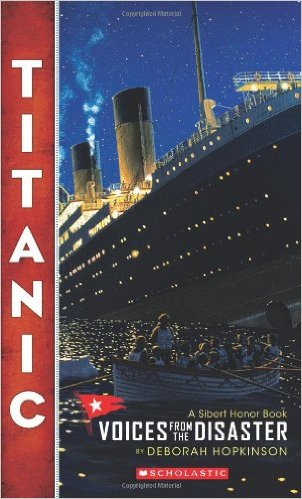 TITANIC
A Sibert Honor Book
VOICES FROM THE DISASTER
BY DEBORAH HOPKINSON
SCHOLASTIC